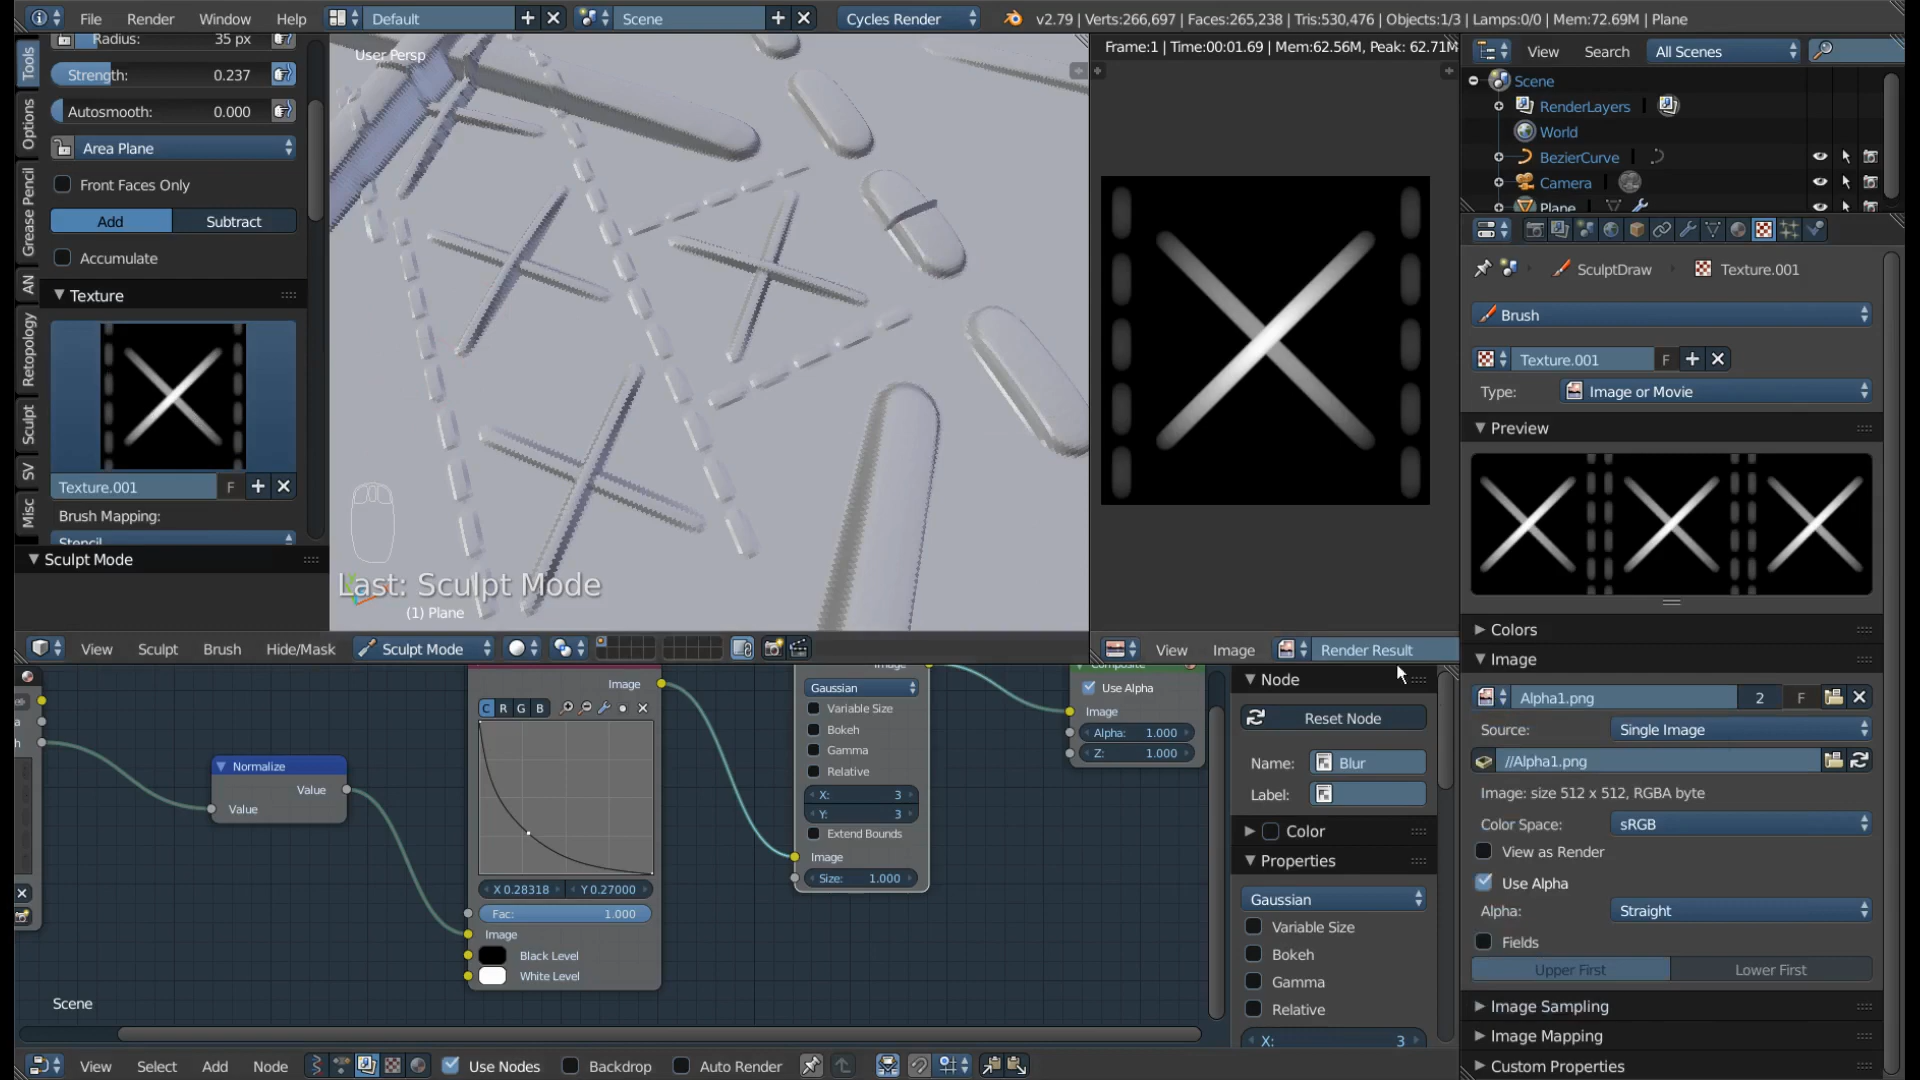 File Render Window Help Default Scene Cycles Render v2.79 | Verts:266,697 | Faces:265,238 | Tris:530,476 | Objects:1/3 | Lamps:0/0 | Mem:72.69M | Plane
Radius: 35 px
Strength: 0.237
Autosmooth: 0.000
Area Plane
Front Faces Only
Add Subtract
Accumulate
Texture
Texture.001 F
Brush Mapping:
Stencil
Sculpt Mode
Tools
Options
Grease Pencil
AN
Retopology
Sculpt
SV
Misc
User Persp
Last: Sculpt Mode
(1) Plane
View Sculpt Brush Hide/Mask Sculpt Mode
Frame:1 | Time:00:01.69 | Mem:62.56M, Peak: 62.71M
View Image Render Result
View Search All Scenes
Scene
RenderLayers
World
BezierCurve
Camera
Plane
SculptDraw Texture.001
Brush
Texture.001 F
Type: Image or Movie
Preview
Colors
Image
Alpha1.png 2 F
Source: Single Image
//Alpha1.png
Image: size 512 x 512, RGBA byte
Color Space: sRGB
View as Render
Use Alpha
Alpha: Straight
Fields
Upper First Lower First
Image Sampling
Image Mapping
Custom Properties
Normalize
Value
Value
Image
C R G B
X 0.28318 Y 0.27000
Fac: 1.000
Image
Black Level
White Level
Image
Gaussian
Variable Size
Bokeh
Gamma
Relative
X: 3
Y: 3
Extend Bounds
Image
Size: 1.000
Composite
Use Alpha
Image
Alpha: 1.000
Z: 1.000
Node
Reset Node
Name: Blur
Label:
Color
Properties
Gaussian
Variable Size
Bokeh
Gamma
Relative
X: 3
Scene
View Select Add Node Use Nodes Backdrop Auto Render